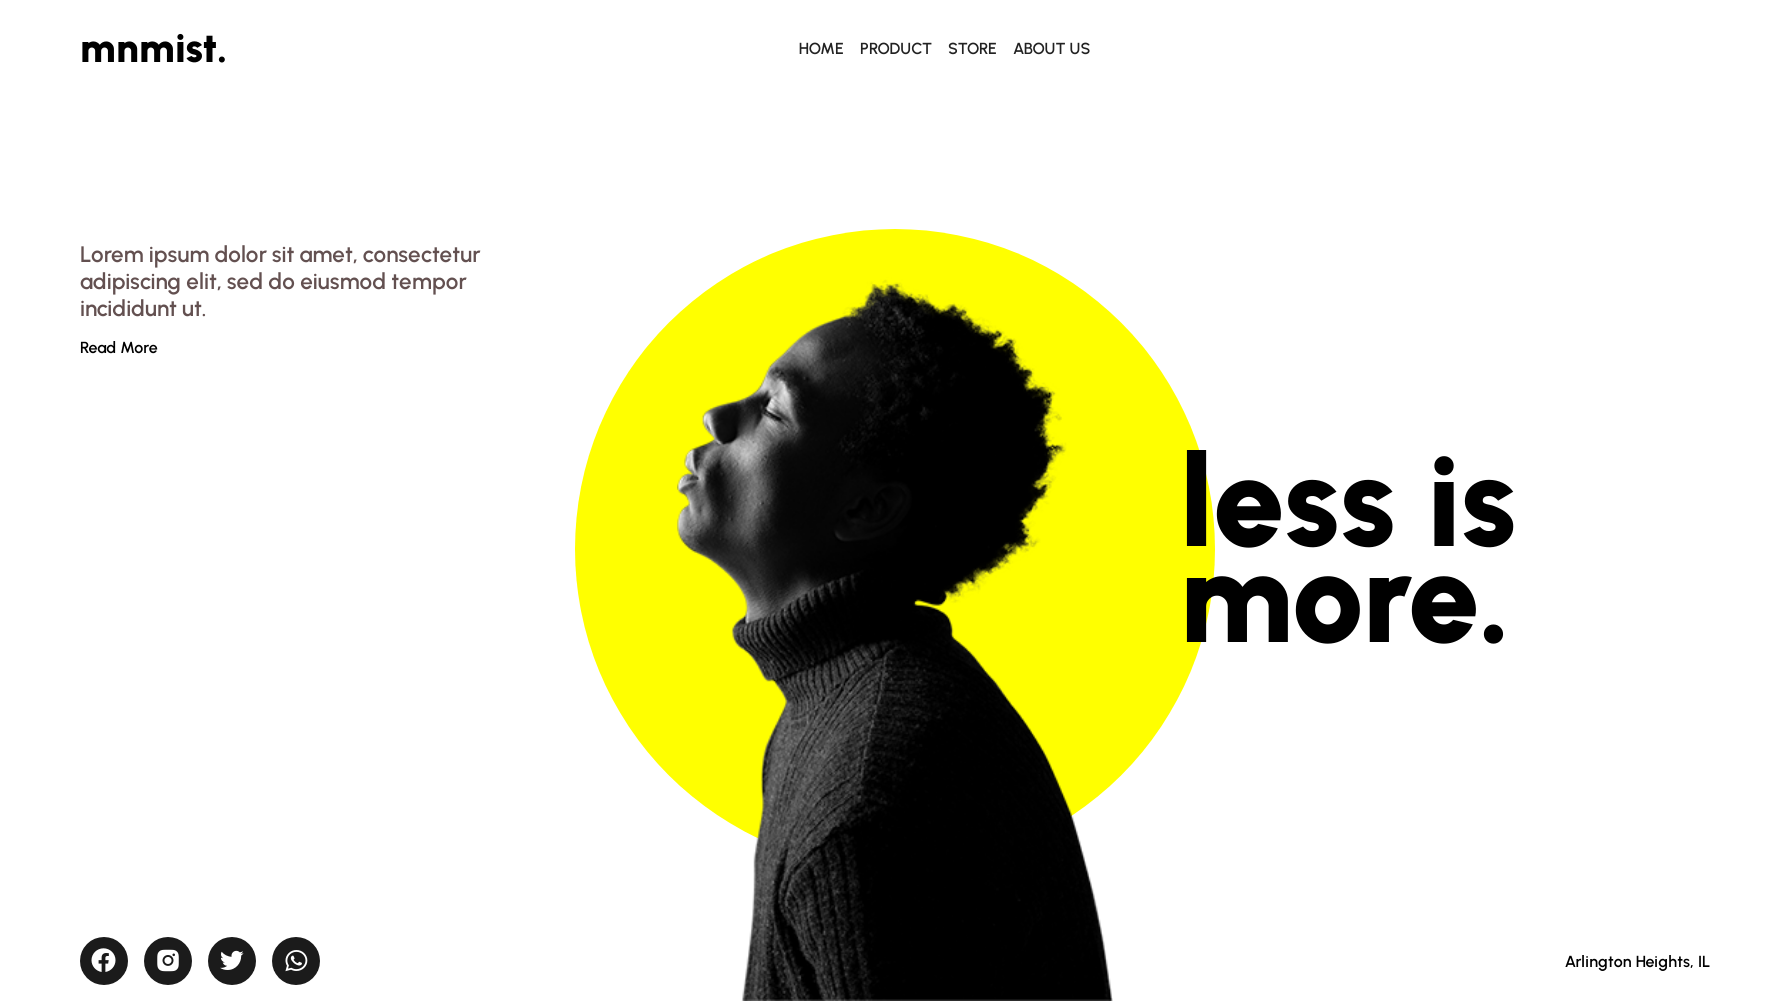 mnmist.
HOME PRODUCT STORE ABOUT US
Lorem ipsum dolor sit amet, consectetur
adipiscing elit, sed do eiusmod tempor
incididunt ut.
Read More
less is
more.
Arlington Heights, IL